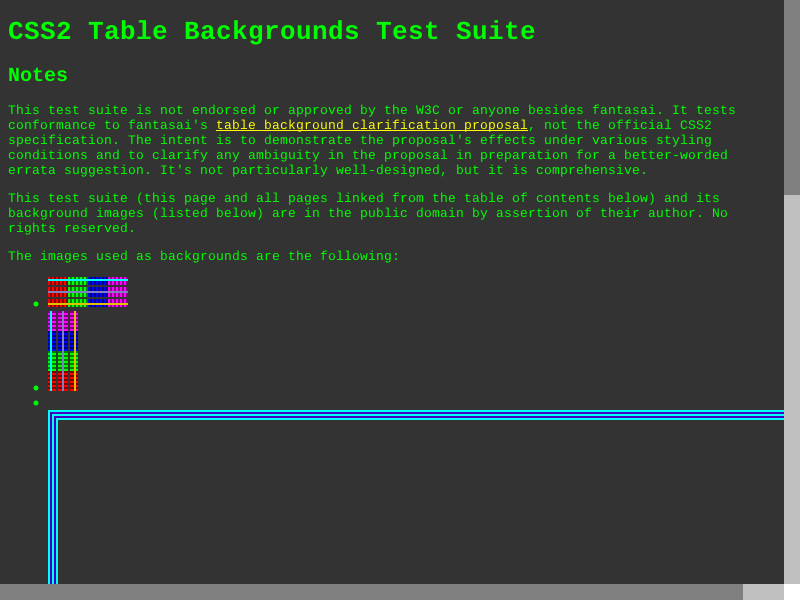 CSS2 Table Backgrounds Test Suite
Notes
This test suite is not endorsed or approved by the W3C or anyone besides fantasai. It tests
conformance to fantasai's table background clarification proposal, not the official CSS2
specification. The intent is to demonstrate the proposal's effects under various styling
conditions and to clarify any ambiguity in the proposal in preparation for a better-worded
errata suggestion. It's not particularly well-designed, but it is comprehensive.
This test suite (this page and all pages linked from the table of contents below) and its
background images (listed below) are in the public domain by assertion of their author. No
rights reserved.
The images used as backgrounds are the following: